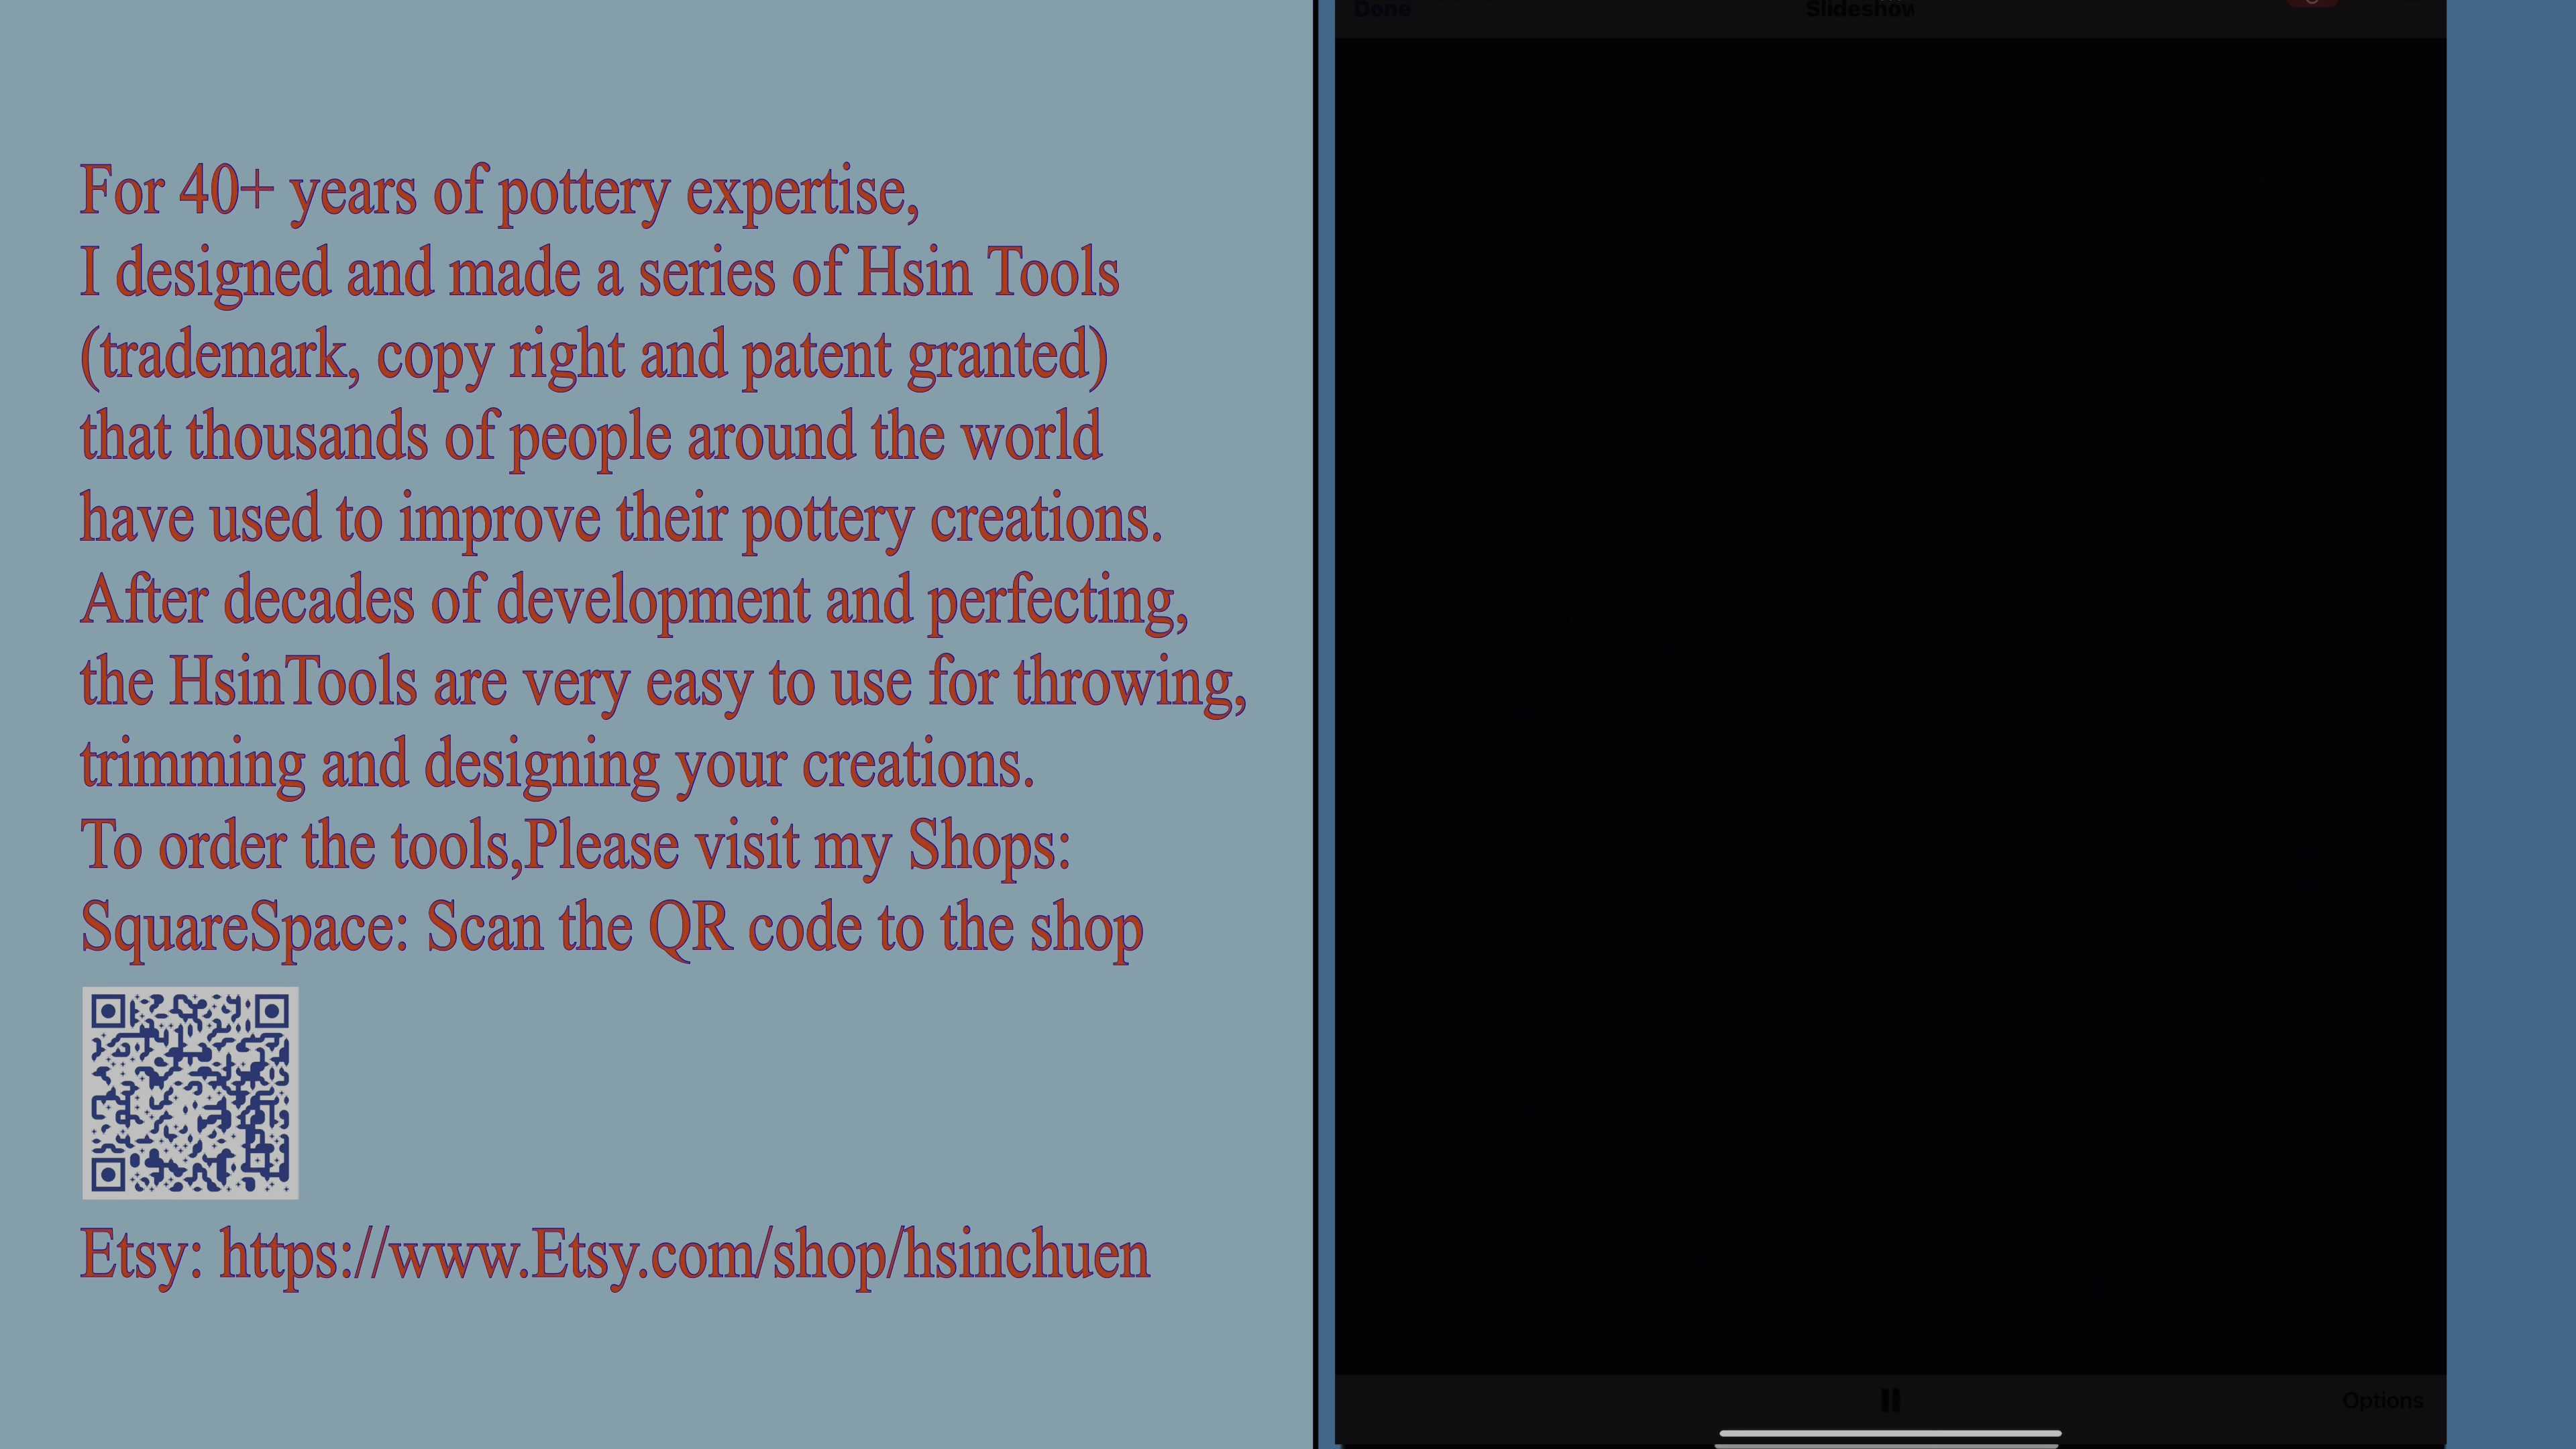 For 40+ years of pottery expertise,
I designed and made a series of Hsin Tools
(trademark, copy right and patent granted)
that thousands of people around the world
have used to improve their pottery creations.
After decades of development and perfecting,
the HsinTools are very easy to use for throwing,
trimming and designing your creations.
To order the tools,Please visit my Shops:
SquareSpace: Scan the QR code to the shop
Etsy: https://www.Etsy.com/shop/hsinchuen
Done
Slideshow
Options